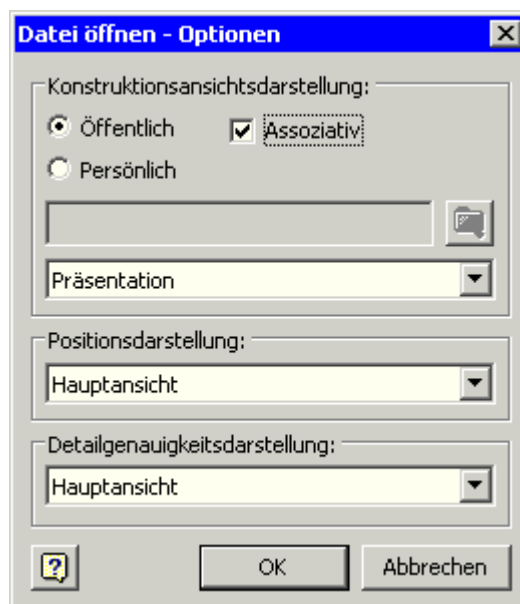 Datei öffnen - Optionen
Konstruktionsansichtsdarstellung:
Öffentlich Assoziativ
Persönlich
Präsentation
Positionsdarstellung:
Hauptansicht
Detailgenauigkeitsdarstellung:
Hauptansicht
OK Abbrechen